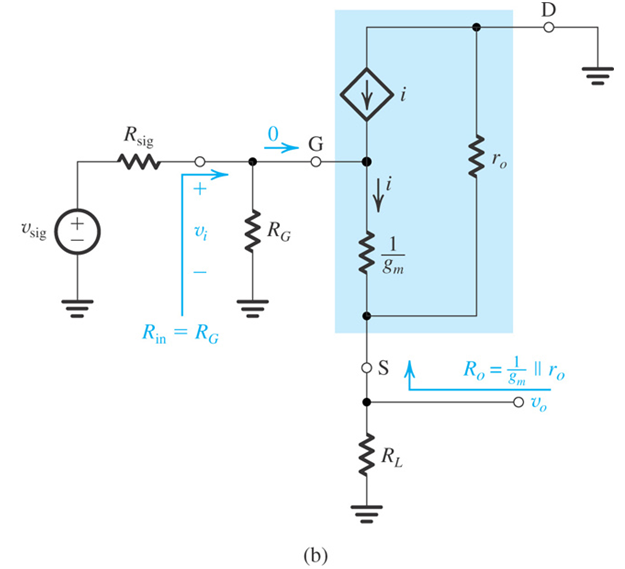 D
i
R_sig
0
G
r_o
i
+
v_sig
+
−
v_i
R_G
1/g_m
−
R_in = R_G
S
R_o = 1/g_m || r_o
v_o
R_L
(b)